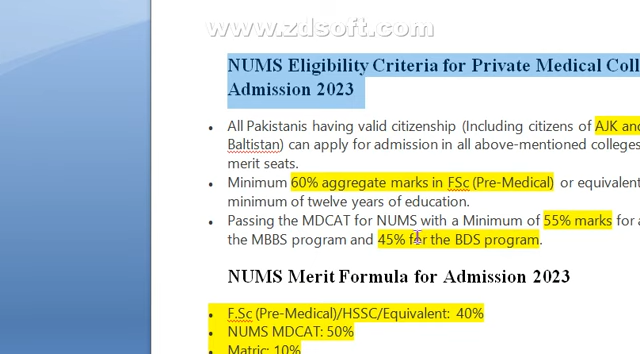 www.zdsoft.com
NUMS Eligibility Criteria for Private Medical Coll
Admission 2023
• All Pakistanis having valid citizenship (Including citizens of AJK and
Baltistan) can apply for admission in all above-mentioned colleges
merit seats.
• Minimum 60% aggregate marks in FSc (Pre-Medical) or equivalent
minimum of twelve years of education.
• Passing the MDCAT for NUMS with a Minimum of 55% marks for a
the MBBS program and 45% for the BDS program.
NUMS Merit Formula for Admission 2023
• F.Sc (Pre-Medical)/HSSC/Equivalent: 40%
• NUMS MDCAT: 50%
• Matric: 10%